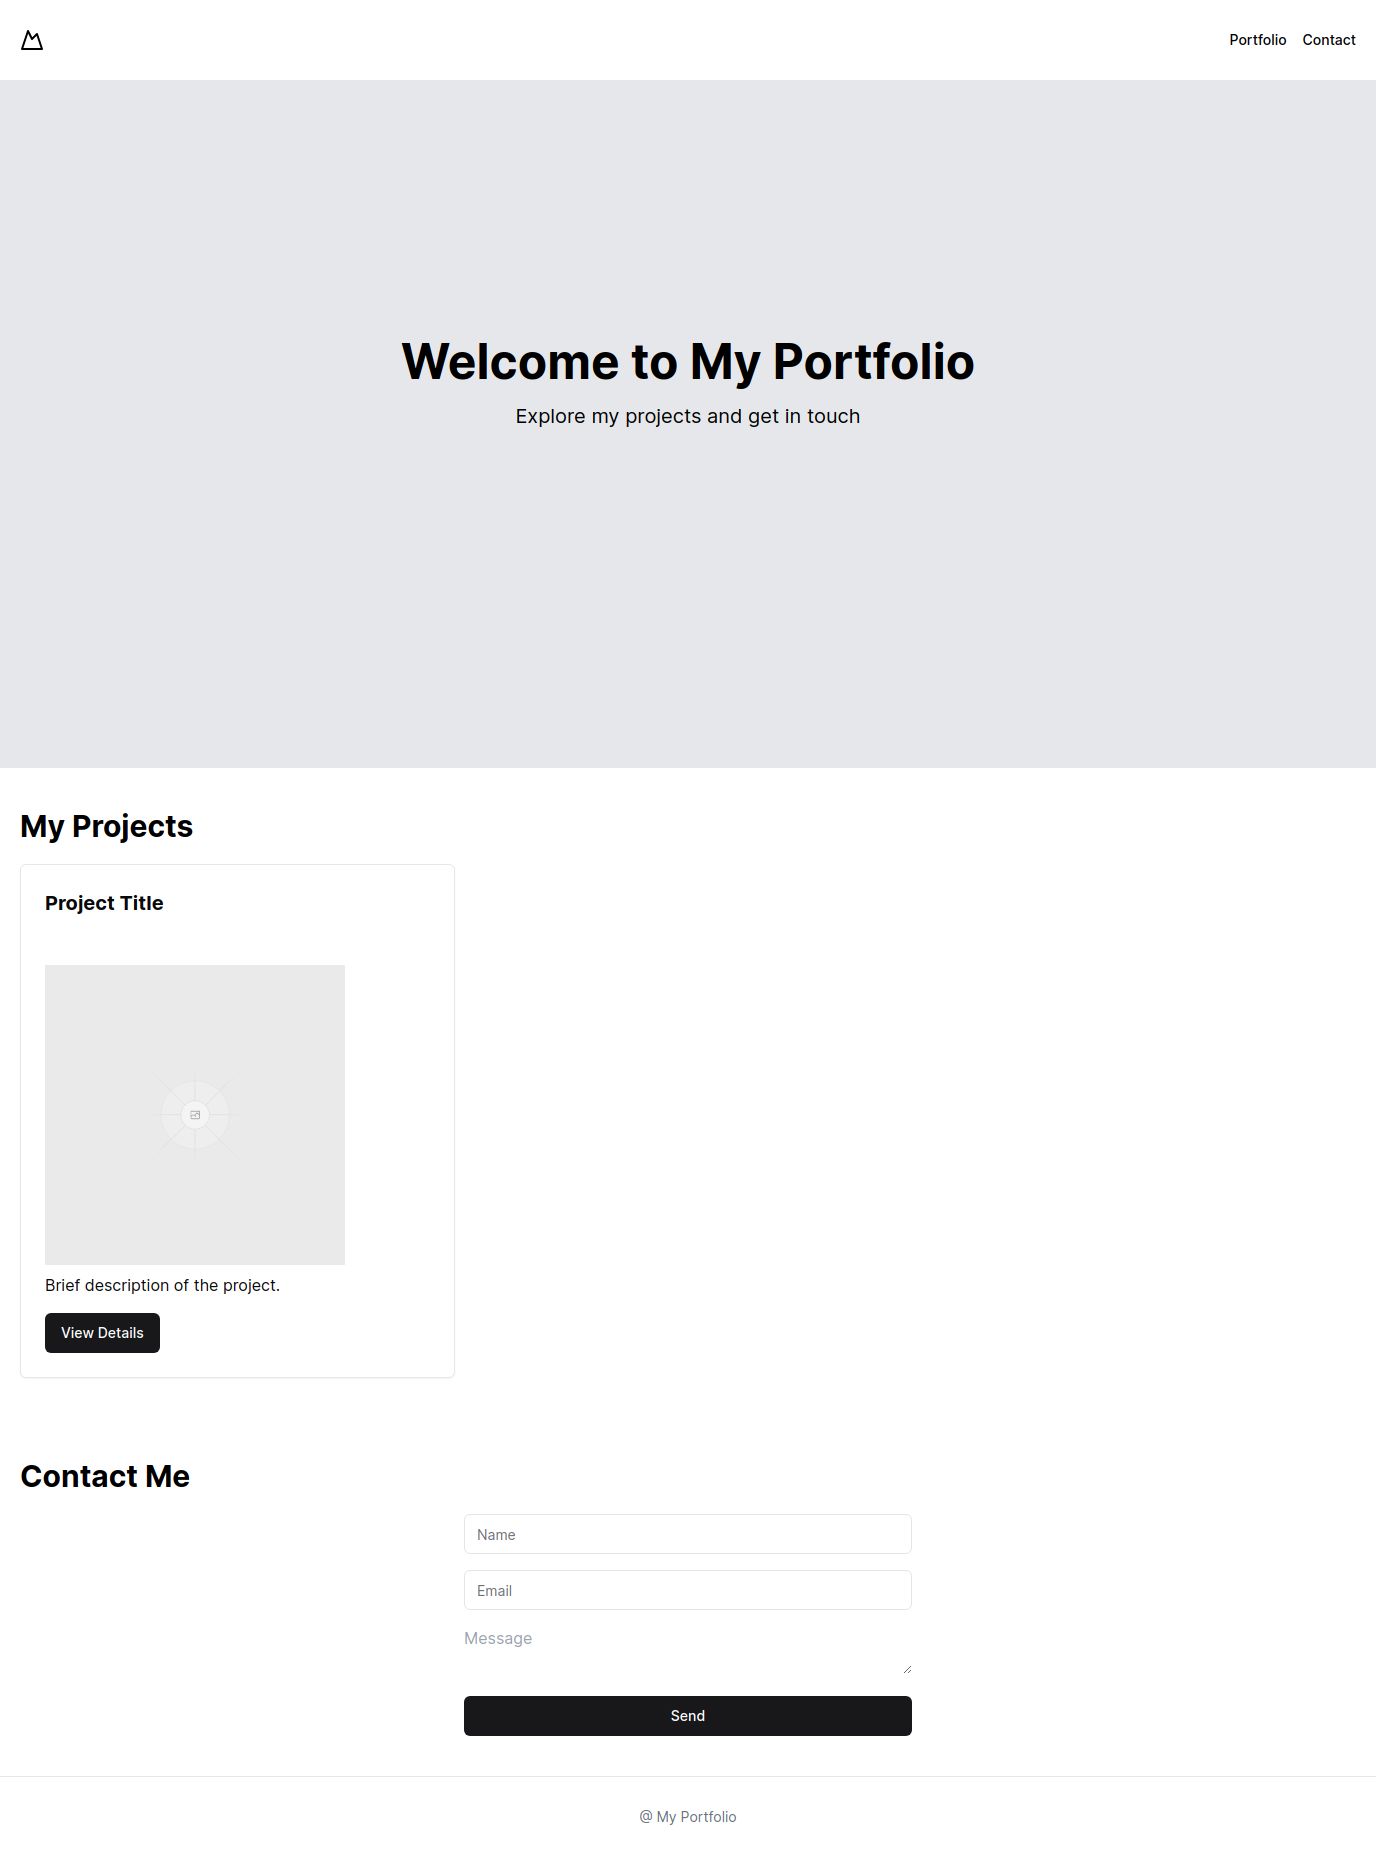 Portfolio Contact
Welcome to My Portfolio
Explore my projects and get in touch
My Projects
Project Title
Brief description of the project.
View Details
Contact Me
Name
Email
Message
Send
@ My Portfolio